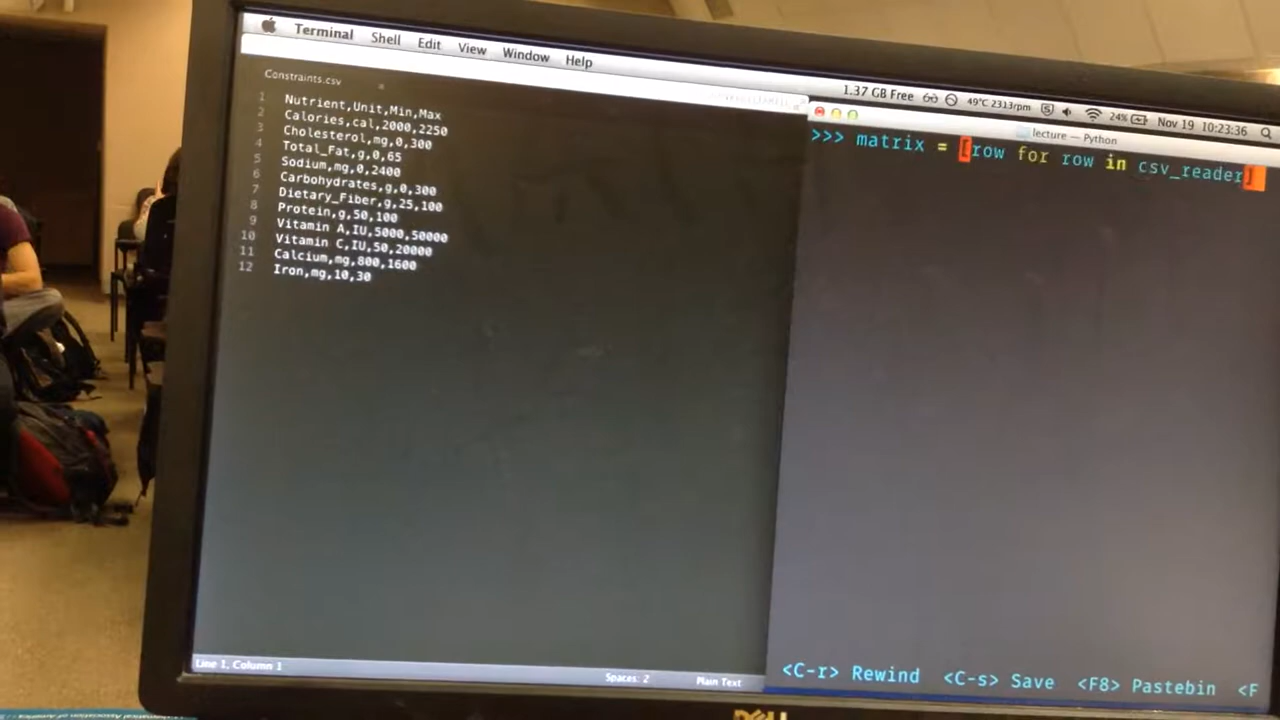 Terminal Shell Edit View Window Help
1.37 GB Free 49°C 2313rpm 24% Nov 19 10:23:36
Constraints.csv
lecture — Python
1 Nutrient,Unit,Min,Max
2 Calories,cal,2000,2250
3 Cholesterol,mg,0,300
4 Total_Fat,g,0,65
5 Sodium,mg,0,2400
6 Carbohydrates,g,0,300
7 Dietary_Fiber,g,25,100
8 Protein,g,50,100
9 Vitamin A,IU,5000,50000
10 Vitamin C,IU,50,20000
11 Calcium,mg,800,1600
12 Iron,mg,10,30
>>> matrix = [row for row in csv_reader]
Line 1, Column 1
Spaces: 2
Plain Text
<C-r> Rewind <C-s> Save <F8> Pastebin <F
DELL